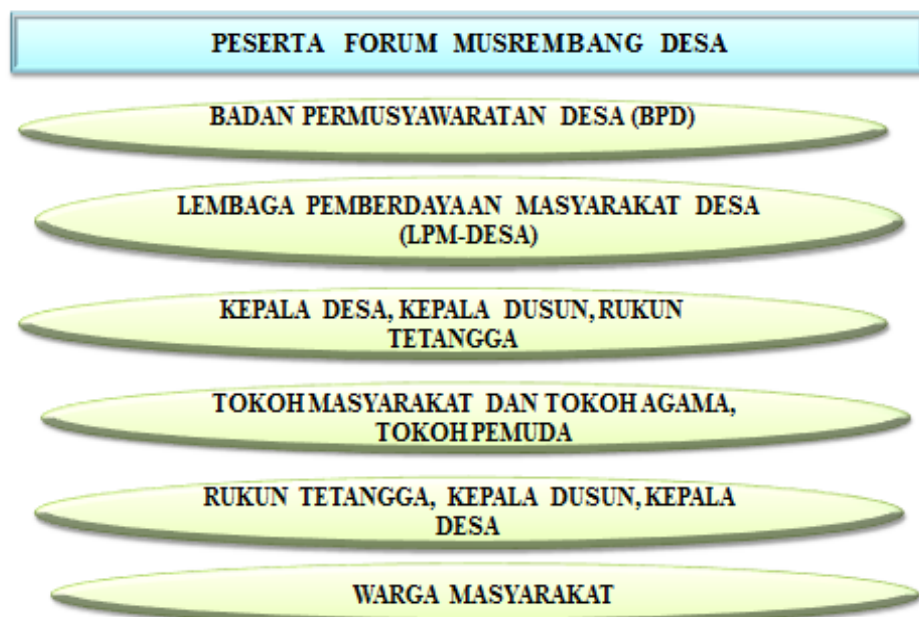 PESERTA FORUM MUSREMBANG DESA
BADAN PERMUSYAWARATAN DESA (BPD)
LEMBAGA PEMBERDAYAAN MASYARAKAT DESA
(LPM-DESA)
KEPALA DESA, KEPALA DUSUN, RUKUN
TETANGGA
TOKOH MASYARAKAT DAN TOKOH AGAMA,
TOKOH PEMUDA
RUKUN TETANGGA, KEPALA DUSUN, KEPALA
DESA
WARGA MASYARAKAT